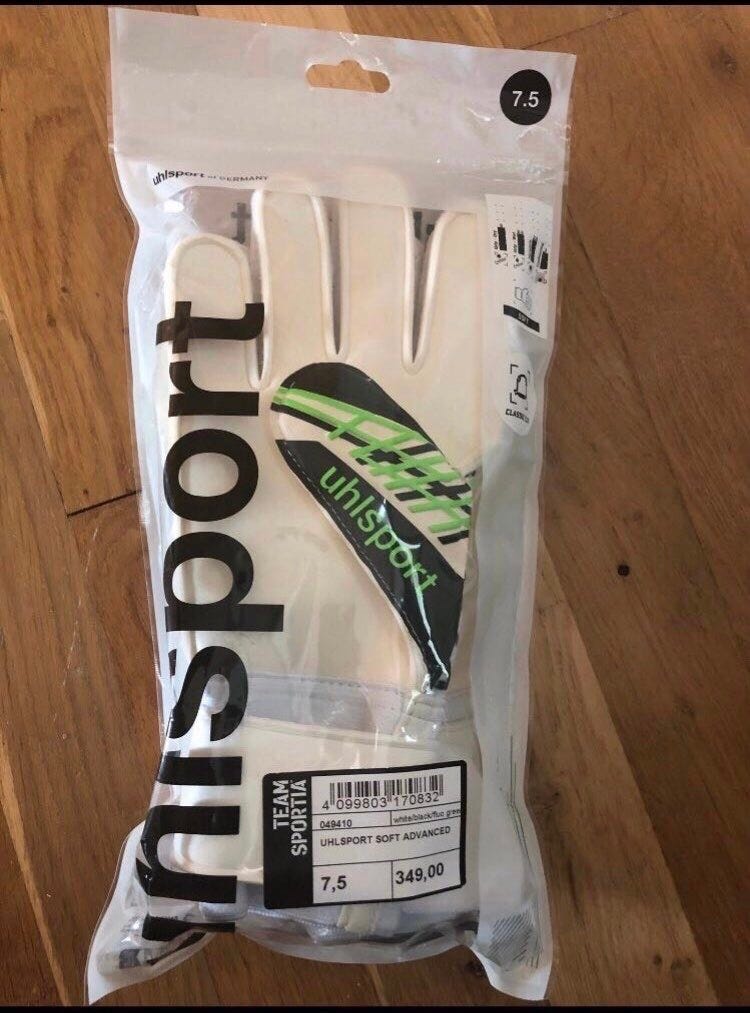 7.5
uhlsport OF GERMANY
uhlsport
uhlsport
SOFT
TEAM
SPORTIA
4 099803 170832
049410 white/black/fluo green
UHLSPORT SOFT ADVANCED
7,5 349,00